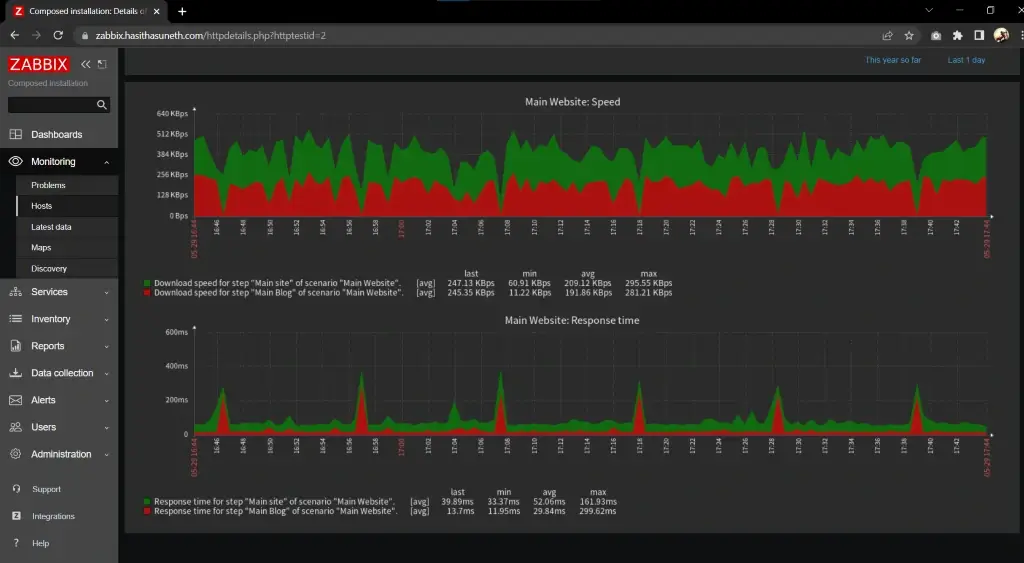 Composed installation: Details of
zabbix.hasithasuneth.com/httpdetails.php?httptestid=2
ZABBIX
Composed installation
Dashboards
Monitoring
Problems
Hosts
Latest data
Maps
Discovery
Services
Inventory
Reports
Data collection
Alerts
Users
Administration
Support
Integrations
Help
This year so far Last 1 day
Main Website: Speed
640 KBps
512 KBps
384 KBps
256 KBps
128 KBps
0 Bps
05-29 16:44 16:46 16:48 16:50 16:52 16:54 16:56 16:58 17:00 17:02 17:04 17:06 17:08 17:10 17:12 17:14 17:16 17:18 17:20 17:22 17:24 17:26 17:28 17:30 17:32 17:34 17:36 17:38 17:40 17:42 05-29 17:44
last min avg max
Download speed for step "Main site" of scenario "Main Website". [avg] 247.13 KBps 60.91 KBps 209.12 KBps 295.55 KBps
Download speed for step "Main Blog" of scenario "Main Website". [avg] 245.35 KBps 11.22 KBps 191.86 KBps 281.21 KBps
Main Website: Response time
600ms
400ms
200ms
0
05-29 16:44 16:46 16:48 16:50 16:52 16:54 16:56 16:58 17:00 17:02 17:04 17:06 17:08 17:10 17:12 17:14 17:16 17:18 17:20 17:22 17:24 17:26 17:28 17:30 17:32 17:34 17:36 17:38 17:40 17:42 05-29 17:44
last min avg max
Response time for step "Main site" of scenario "Main Website". [avg] 39.89ms 33.37ms 52.06ms 161.93ms
Response time for step "Main Blog" of scenario "Main Website". [avg] 13.7ms 11.95ms 29.84ms 299.62ms